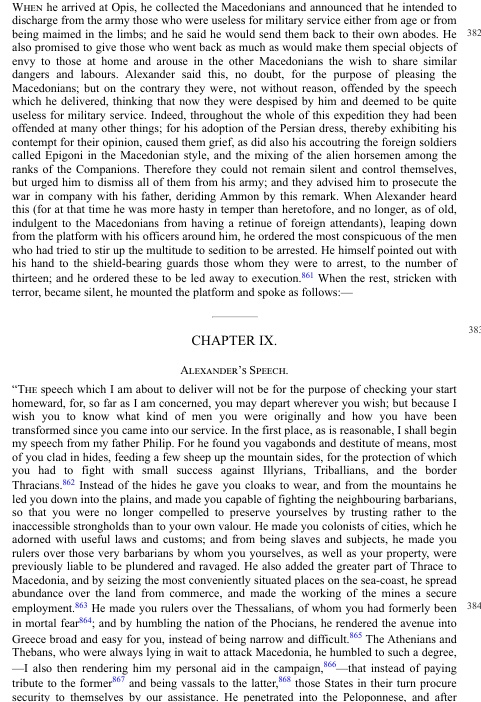 WHEN he arrived at Opis, he collected the Macedonians and announced that he intended to
discharge from the army those who were useless for military service either from age or from
being maimed in the limbs; and he said he would send them back to their own abodes. He
also promised to give those who went back as much as would make them special objects of
envy to those at home and arouse in the other Macedonians the wish to share similar
dangers and labours. Alexander said this, no doubt, for the purpose of pleasing the
Macedonians; but on the contrary they were, not without reason, offended by the speech
which he delivered, thinking that now they were despised by him and deemed to be quite
useless for military service. Indeed, throughout the whole of this expedition they had been
offended at many other things; for his adoption of the Persian dress, thereby exhibiting his
contempt for their opinion, caused them grief, as did also his accoutring the foreign soldiers
called Epigoni in the Macedonian style, and the mixing of the alien horsemen among the
ranks of the Companions. Therefore they could not remain silent and control themselves,
but urged him to dismiss all of them from his army; and they advised him to prosecute the
war in company with his father, deriding Ammon by this remark. When Alexander heard
this (for at that time he was more hasty in temper than heretofore, and no longer, as of old,
indulgent to the Macedonians from having a retinue of foreign attendants), leaping down
from the platform with his officers around him, he ordered the most conspicuous of the men
who had tried to stir up the multitude to sedition to be arrested. He himself pointed out with
his hand to the shield-bearing guards those whom they were to arrest, to the number of
thirteen; and he ordered these to be led away to execution.861 When the rest, stricken with
terror, became silent, he mounted the platform and spoke as follows:—
382
CHAPTER IX.
383
ALEXANDER'S SPEECH.
“THE speech which I am about to deliver will not be for the purpose of checking your start
homeward, for, so far as I am concerned, you may depart wherever you wish; but because I
wish you to know what kind of men you were originally and how you have been
transformed since you came into our service. In the first place, as is reasonable, I shall begin
my speech from my father Philip. For he found you vagabonds and destitute of means, most
of you clad in hides, feeding a few sheep up the mountain sides, for the protection of which
you had to fight with small success against Illyrians, Triballians, and the border
Thracians.862 Instead of the hides he gave you cloaks to wear, and from the mountains he
led you down into the plains, and made you capable of fighting the neighbouring barbarians,
so that you were no longer compelled to preserve yourselves by trusting rather to the
inaccessible strongholds than to your own valour. He made you colonists of cities, which he
adorned with useful laws and customs; and from being slaves and subjects, he made you
rulers over those very barbarians by whom you yourselves, as well as your property, were
previously liable to be plundered and ravaged. He also added the greater part of Thrace to
Macedonia, and by seizing the most conveniently situated places on the sea-coast, he spread
abundance over the land from commerce, and made the working of the mines a secure
employment.863 He made you rulers over the Thessalians, of whom you had formerly been
384
in mortal fear864; and by humbling the nation of the Phocians, he rendered the avenue into
Greece broad and easy for you, instead of being narrow and difficult.865 The Athenians and
Thebans, who were always lying in wait to attack Macedonia, he humbled to such a degree,
—I also then rendering him my personal aid in the campaign,866—that instead of paying
tribute to the former867 and being vassals to the latter,868 those States in their turn procure
security to themselves by our assistance. He penetrated into the Peloponnese, and after